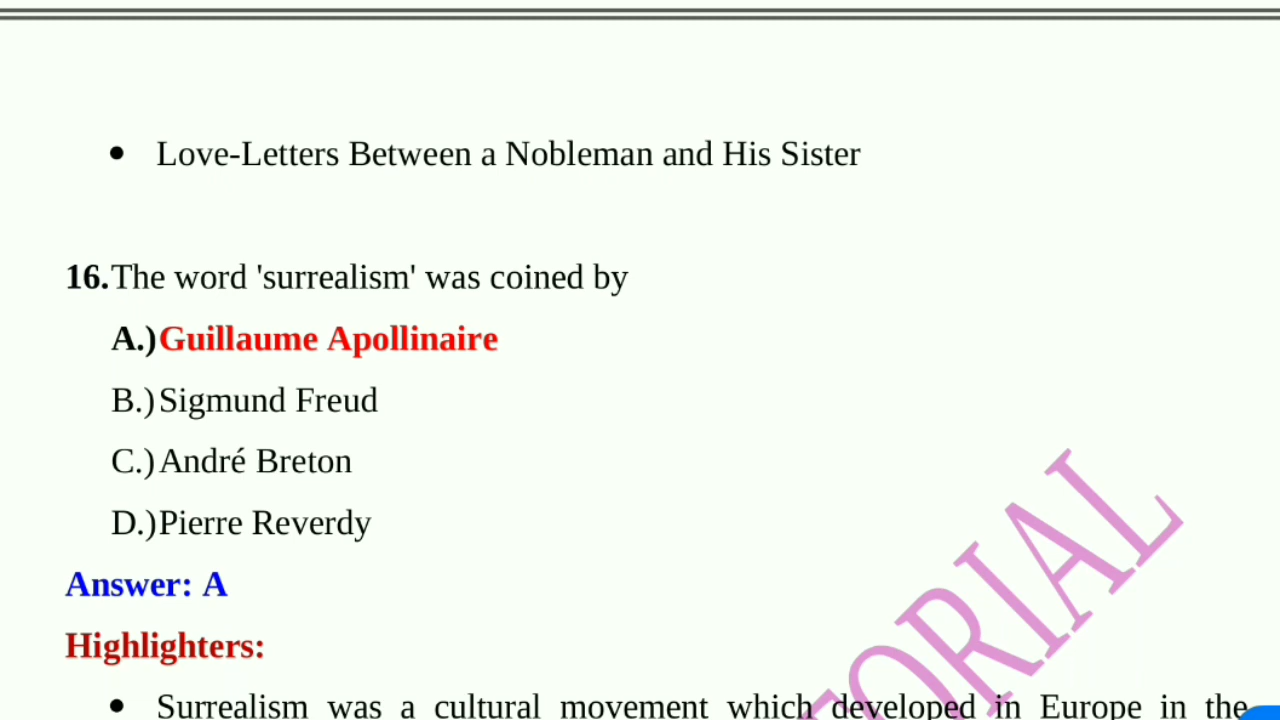 • Love-Letters Between a Nobleman and His Sister
16.The word 'surrealism' was coined by
A.)Guillaume Apollinaire
B.)Sigmund Freud
C.)André Breton
D.)Pierre Reverdy
Answer: A
Highlighters:
• Surrealism was a cultural movement which developed in Europe in the
ORIAL